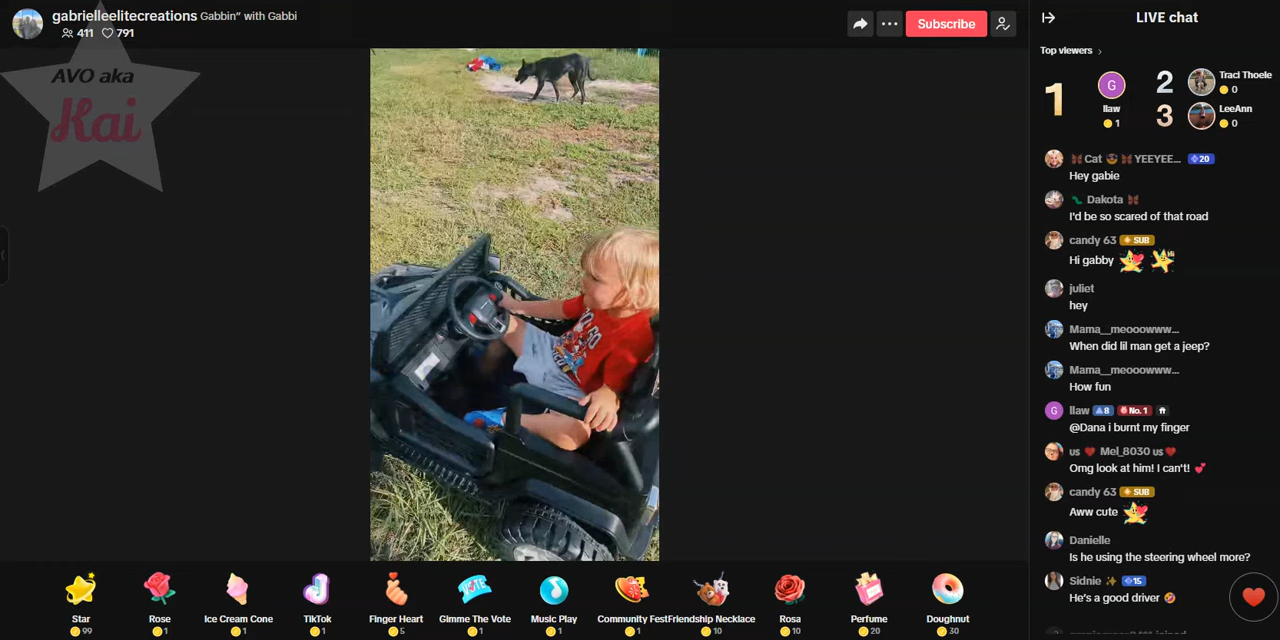 gabrielleelitecreations Gabbin" with Gabbi
411 791
Subscribe
AVO aka
Kai
LIVE chat
Top viewers
1
G
llaw
1
2
Traci Thoele
0
3
LeeAnn
0
Cat YEEYEE... 20
Hey gabie
Dakota
I'd be so scared of that road
candy 63 SUB
Hi gabby
juliet
hey
Mama__meooowww...
When did lil man get a jeep?
Mama__meooowww...
How fun
G llaw 8 No. 1
@Dana i burnt my finger
us Mel_8030 us
Omg look at him! I can't!
candy 63 SUB
Aww cute
Danielle
Is he using the steering wheel more?
Sidnie 15
He's a good driver
Star
99
Rose
1
Ice Cream Cone
1
TikTok
1
Finger Heart
5
Gimme The Vote
1
Music Play
1
Community Fest
1
Friendship Necklace
10
Rosa
10
Perfume
20
Doughnut
30